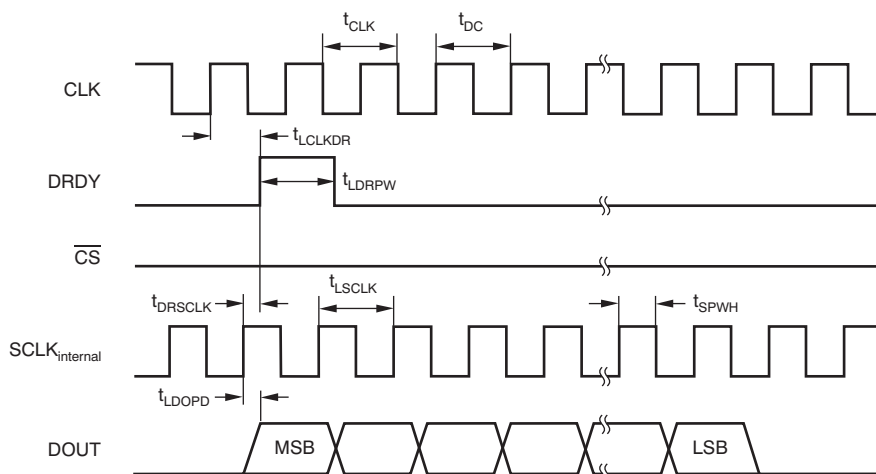 t_CLK t_DC
CLK
t_LCLKDR
DRDY
t_LDRPW
CS
t_LSCLK
t_DRSCLK t_SPWH
SCLK_internal
t_LDOPD
DOUT MSB LSB